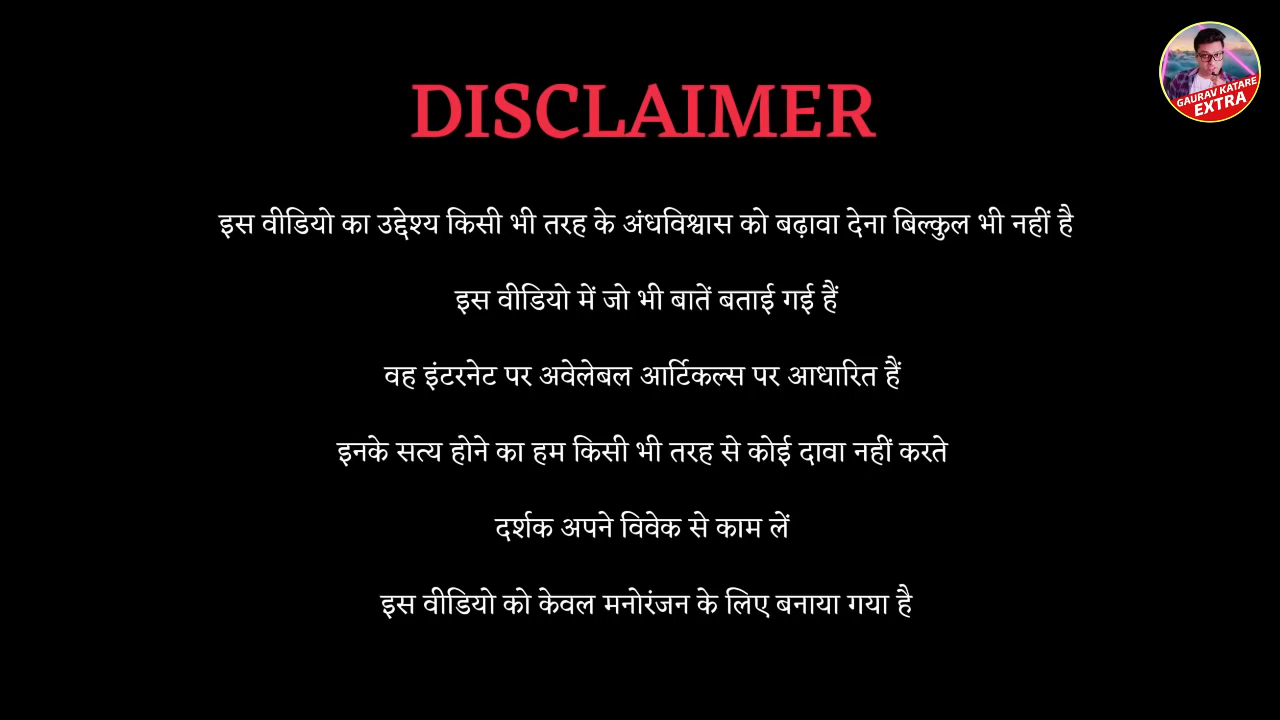 DISCLAIMER
इस वीडियो का उद्देश्य किसी भी तरह के अंधविश्वास को बढ़ावा देना बिल्कुल भी नहीं है
इस वीडियो में जो भी बातें बताई गई हैं
वह इंटरनेट पर अवेलेबल आर्टिकल्स पर आधारित हैं
इनके सत्य होने का हम किसी भी तरह से कोई दावा नहीं करते
दर्शक अपने विवेक से काम लें
इस वीडियो को केवल मनोरंजन के लिए बनाया गया है
GAURAV KATARE
EXTRA